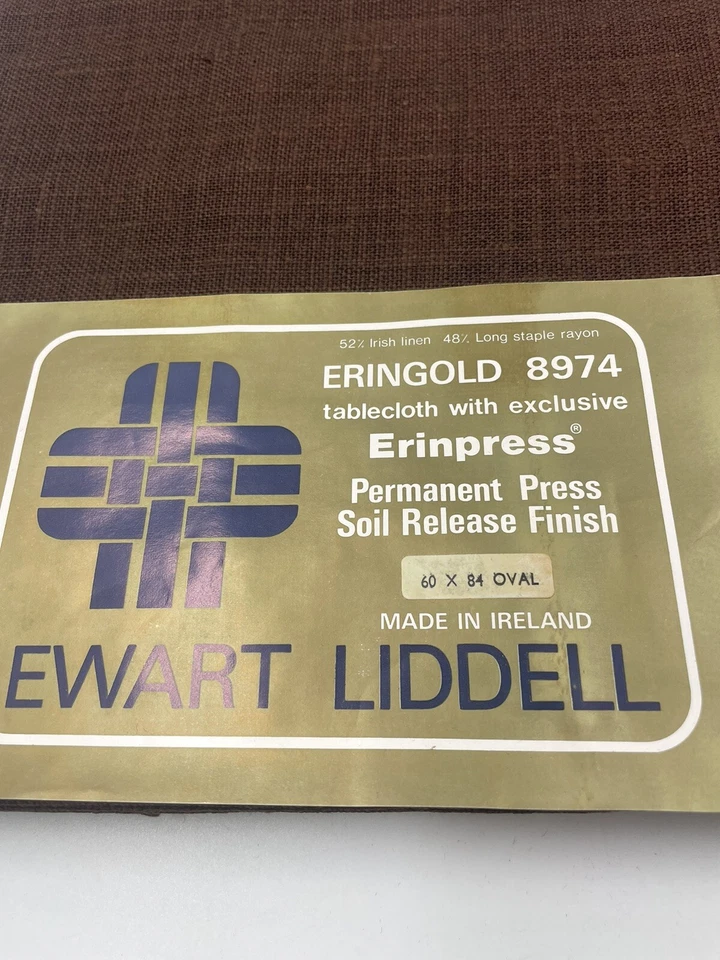 52% Irish linen 48% Long staple rayon
ERINGOLD 8974
tablecloth with exclusive
Erinpress®
Permanent Press
Soil Release Finish
60 X 84 OVAL
MADE IN IRELAND
EWART LIDDELL